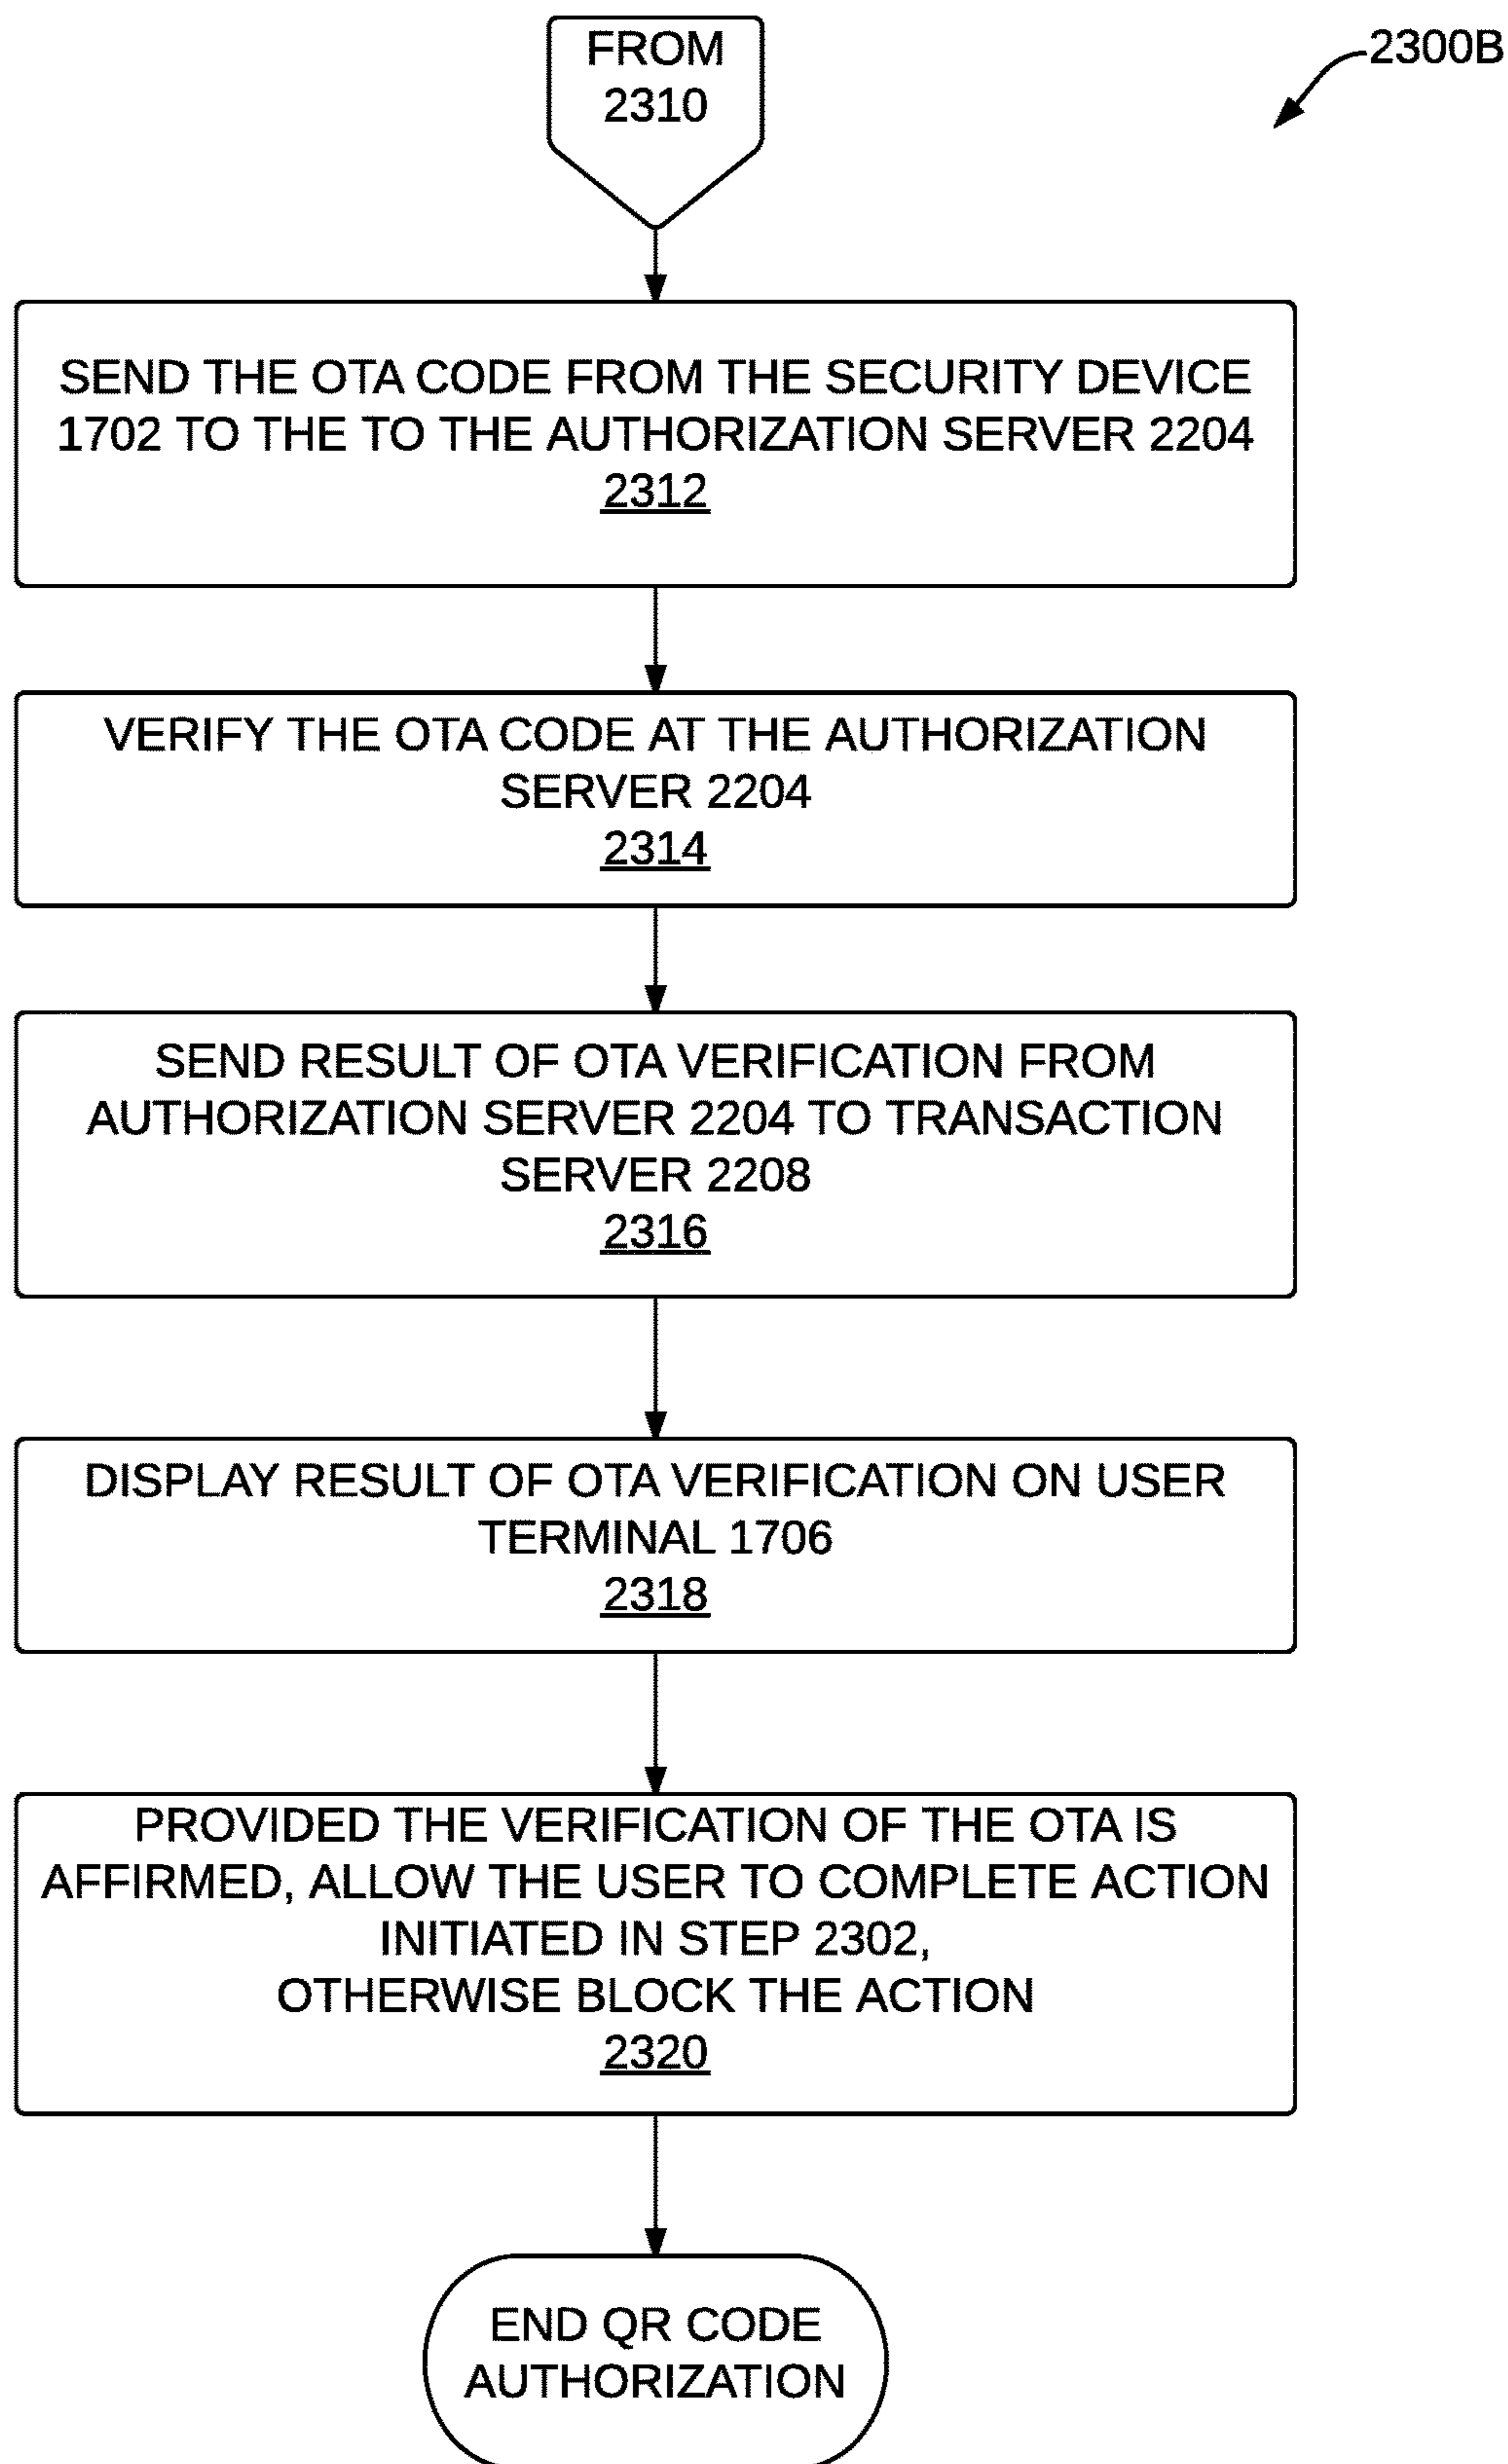 FROM
2310
2300B
SEND THE OTA CODE FROM THE SECURITY DEVICE
1702 TO THE TO THE AUTHORIZATION SERVER 2204
2312
VERIFY THE OTA CODE AT THE AUTHORIZATION
SERVER 2204
2314
SEND RESULT OF OTA VERIFICATION FROM
AUTHORIZATION SERVER 2204 TO TRANSACTION
SERVER 2208
2316
DISPLAY RESULT OF OTA VERIFICATION ON USER
TERMINAL 1706
2318
PROVIDED THE VERIFICATION OF THE OTA IS
AFFIRMED, ALLOW THE USER TO COMPLETE ACTION
INITIATED IN STEP 2302,
OTHERWISE BLOCK THE ACTION
2320
END QR CODE
AUTHORIZATION